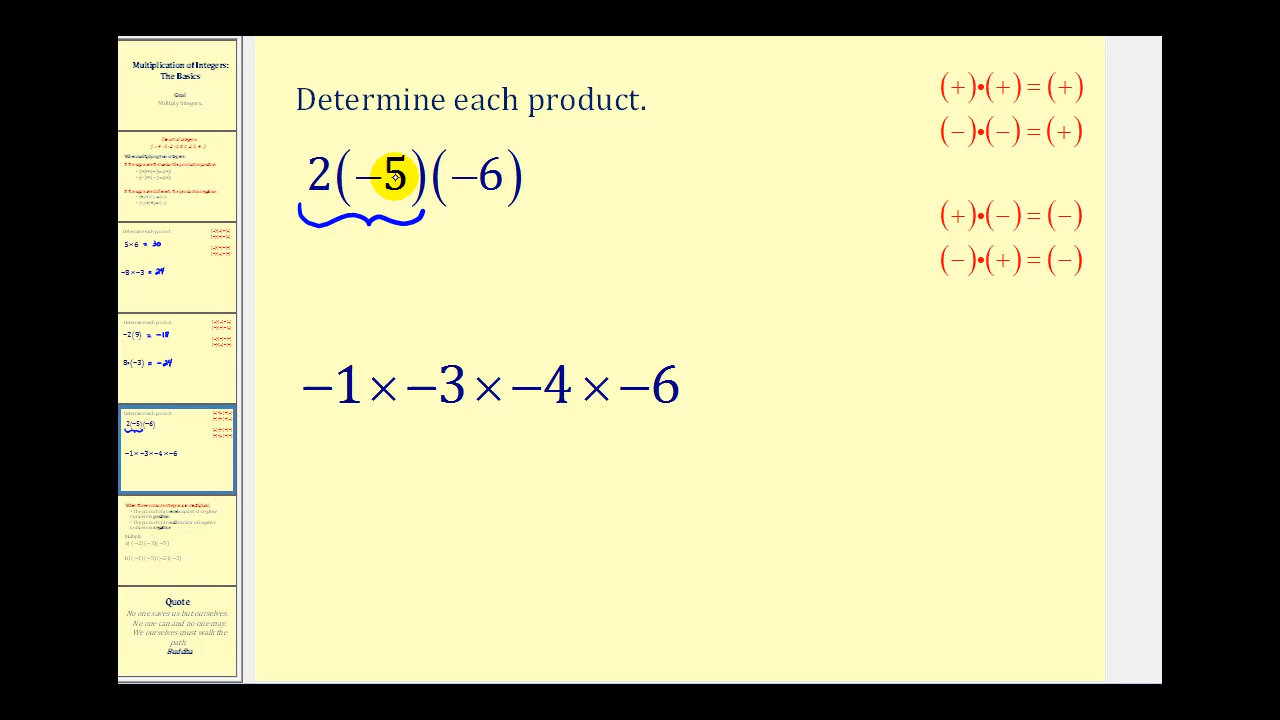 Multiplication of Integers:
The Basics
Goal
Multiply Integers.
Determine each product
5×6 = 30
−8×−3 = 24
Determine each product
−2(9) = −18
8•(−3) = −24
Determine each product
2(−5)(−6)
−1×−3×−4×−6
Quote
No one saves us but ourselves.
No one can and no one may.
We ourselves must walk the
path.
Buddha
Determine each product.
2(−5)(−6)
−1×−3×−4×−6
(+)•(+)=(+)
(−)•(−)=(+)
(+)•(−)=(−)
(−)•(+)=(−)